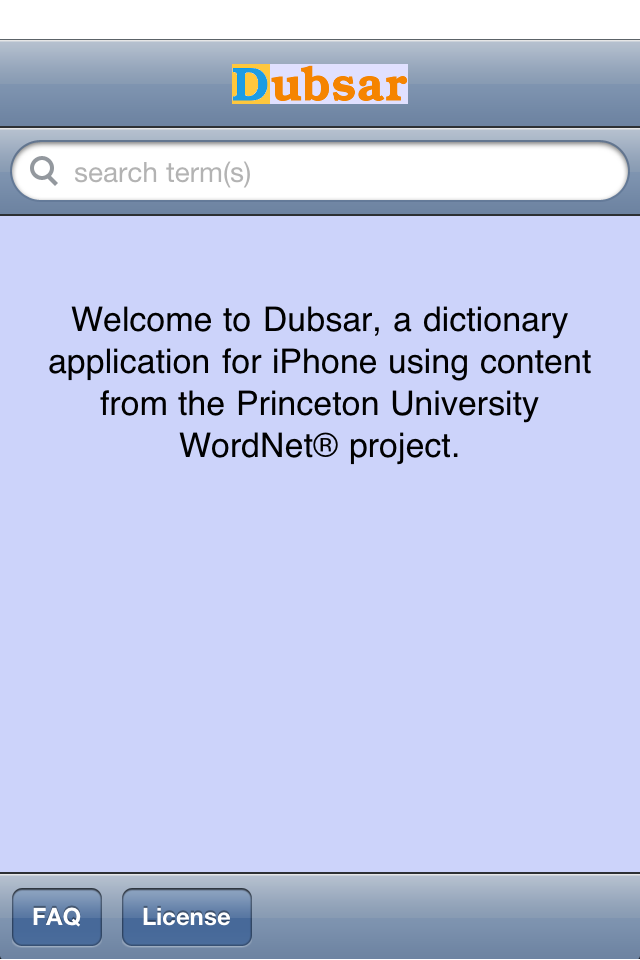 Dubsar
search term(s)
Welcome to Dubsar, a dictionary
application for iPhone using content
from the Princeton University
WordNet® project.
FAQ License